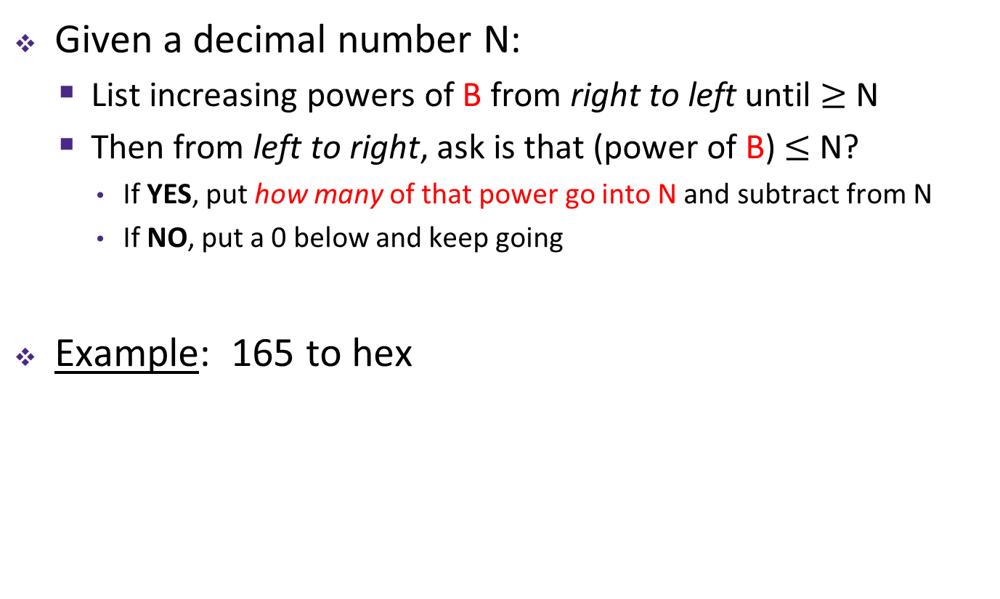 Given a decimal number N:
List increasing powers of B from right to left until ≥ N
Then from left to right, ask is that (power of B) ≤ N?
If YES, put how many of that power go into N and subtract from N
If NO, put a 0 below and keep going
Example: 165 to hex